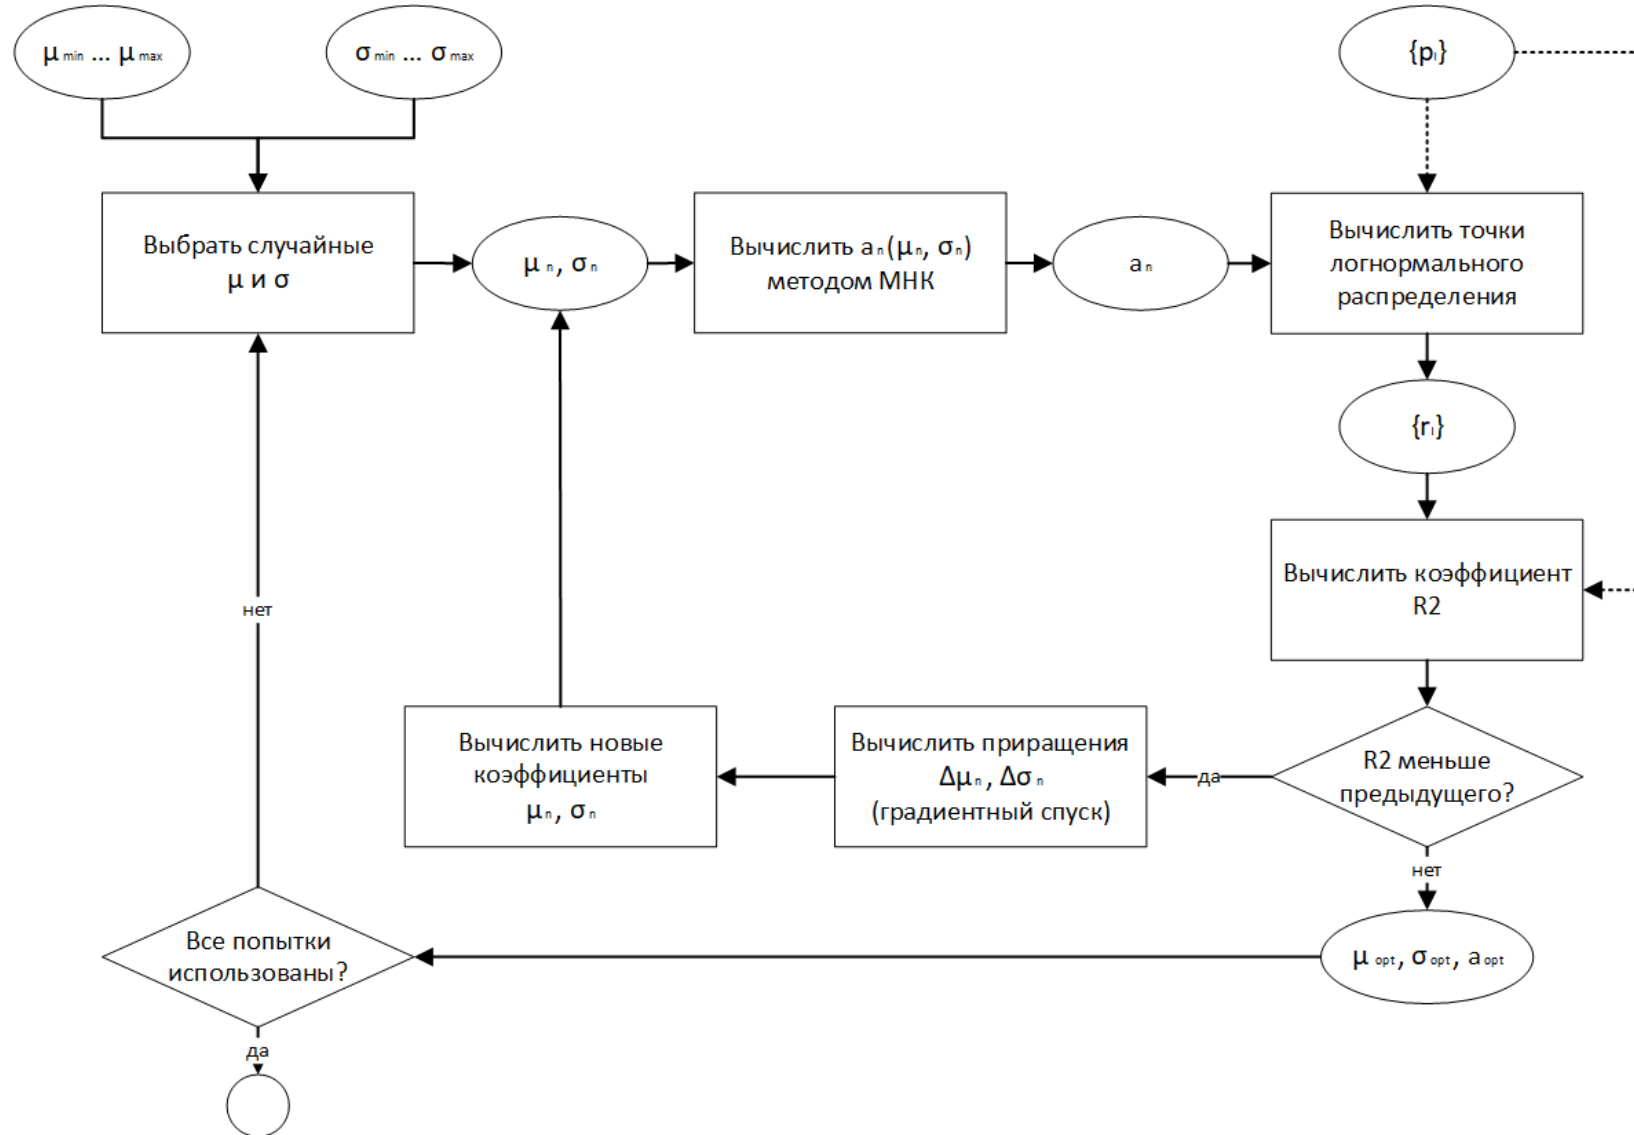 μ min ... μ max
σ min ... σ max
{pᵢ}
Выбрать случайные
μ и σ
μ n, σ n
Вычислить a n (μ n, σ n)
методом МНК
a n
Вычислить точки
логнормального
распределения
{rᵢ}
Вычислить коэффициент
R2
нет
Вычислить новые
коэффициенты
μ n, σ n
Вычислить приращения
Δμ n, Δσ n
(градиентный спуск)
да
R2 меньше
предыдущего?
нет
Все попытки
использованы?
μ opt, σ opt, a opt
да